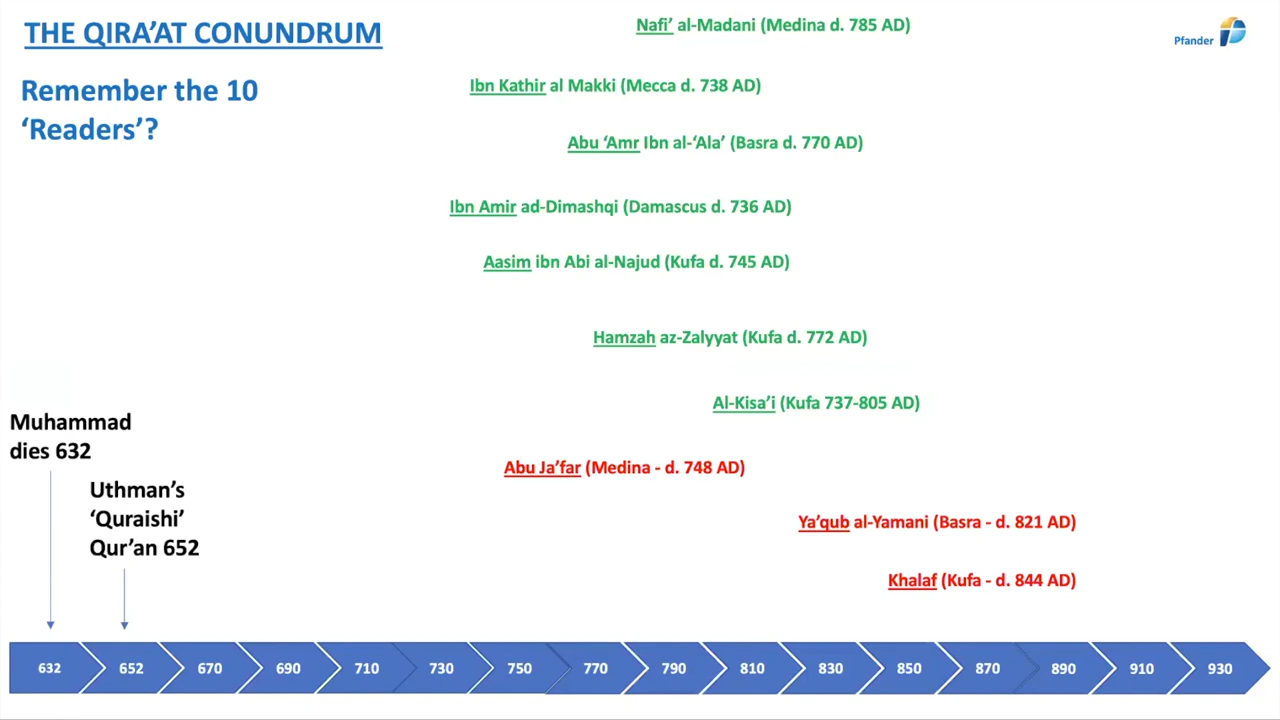 THE QIRA’AT CONUNDRUM
Remember the 10
‘Readers’?
Nafi’ al-Madani (Medina d. 785 AD)
Pfander
Ibn Kathir al Makki (Mecca d. 738 AD)
Abu ‘Amr Ibn al-‘Ala’ (Basra d. 770 AD)
Ibn Amir ad-Dimashqi (Damascus d. 736 AD)
Aasim ibn Abi al-Najud (Kufa d. 745 AD)
Hamzah az-Zalyyat (Kufa d. 772 AD)
Al-Kisa’i (Kufa 737-805 AD)
Abu Ja’far (Medina - d. 748 AD)
Ya’qub al-Yamani (Basra - d. 821 AD)
Khalaf (Kufa - d. 844 AD)
Muhammad
dies 632
Uthman’s
‘Quraishi’
Qur’an 652
632 652 670 690 710 730 750 770 790 810 830 850 870 890 910 930